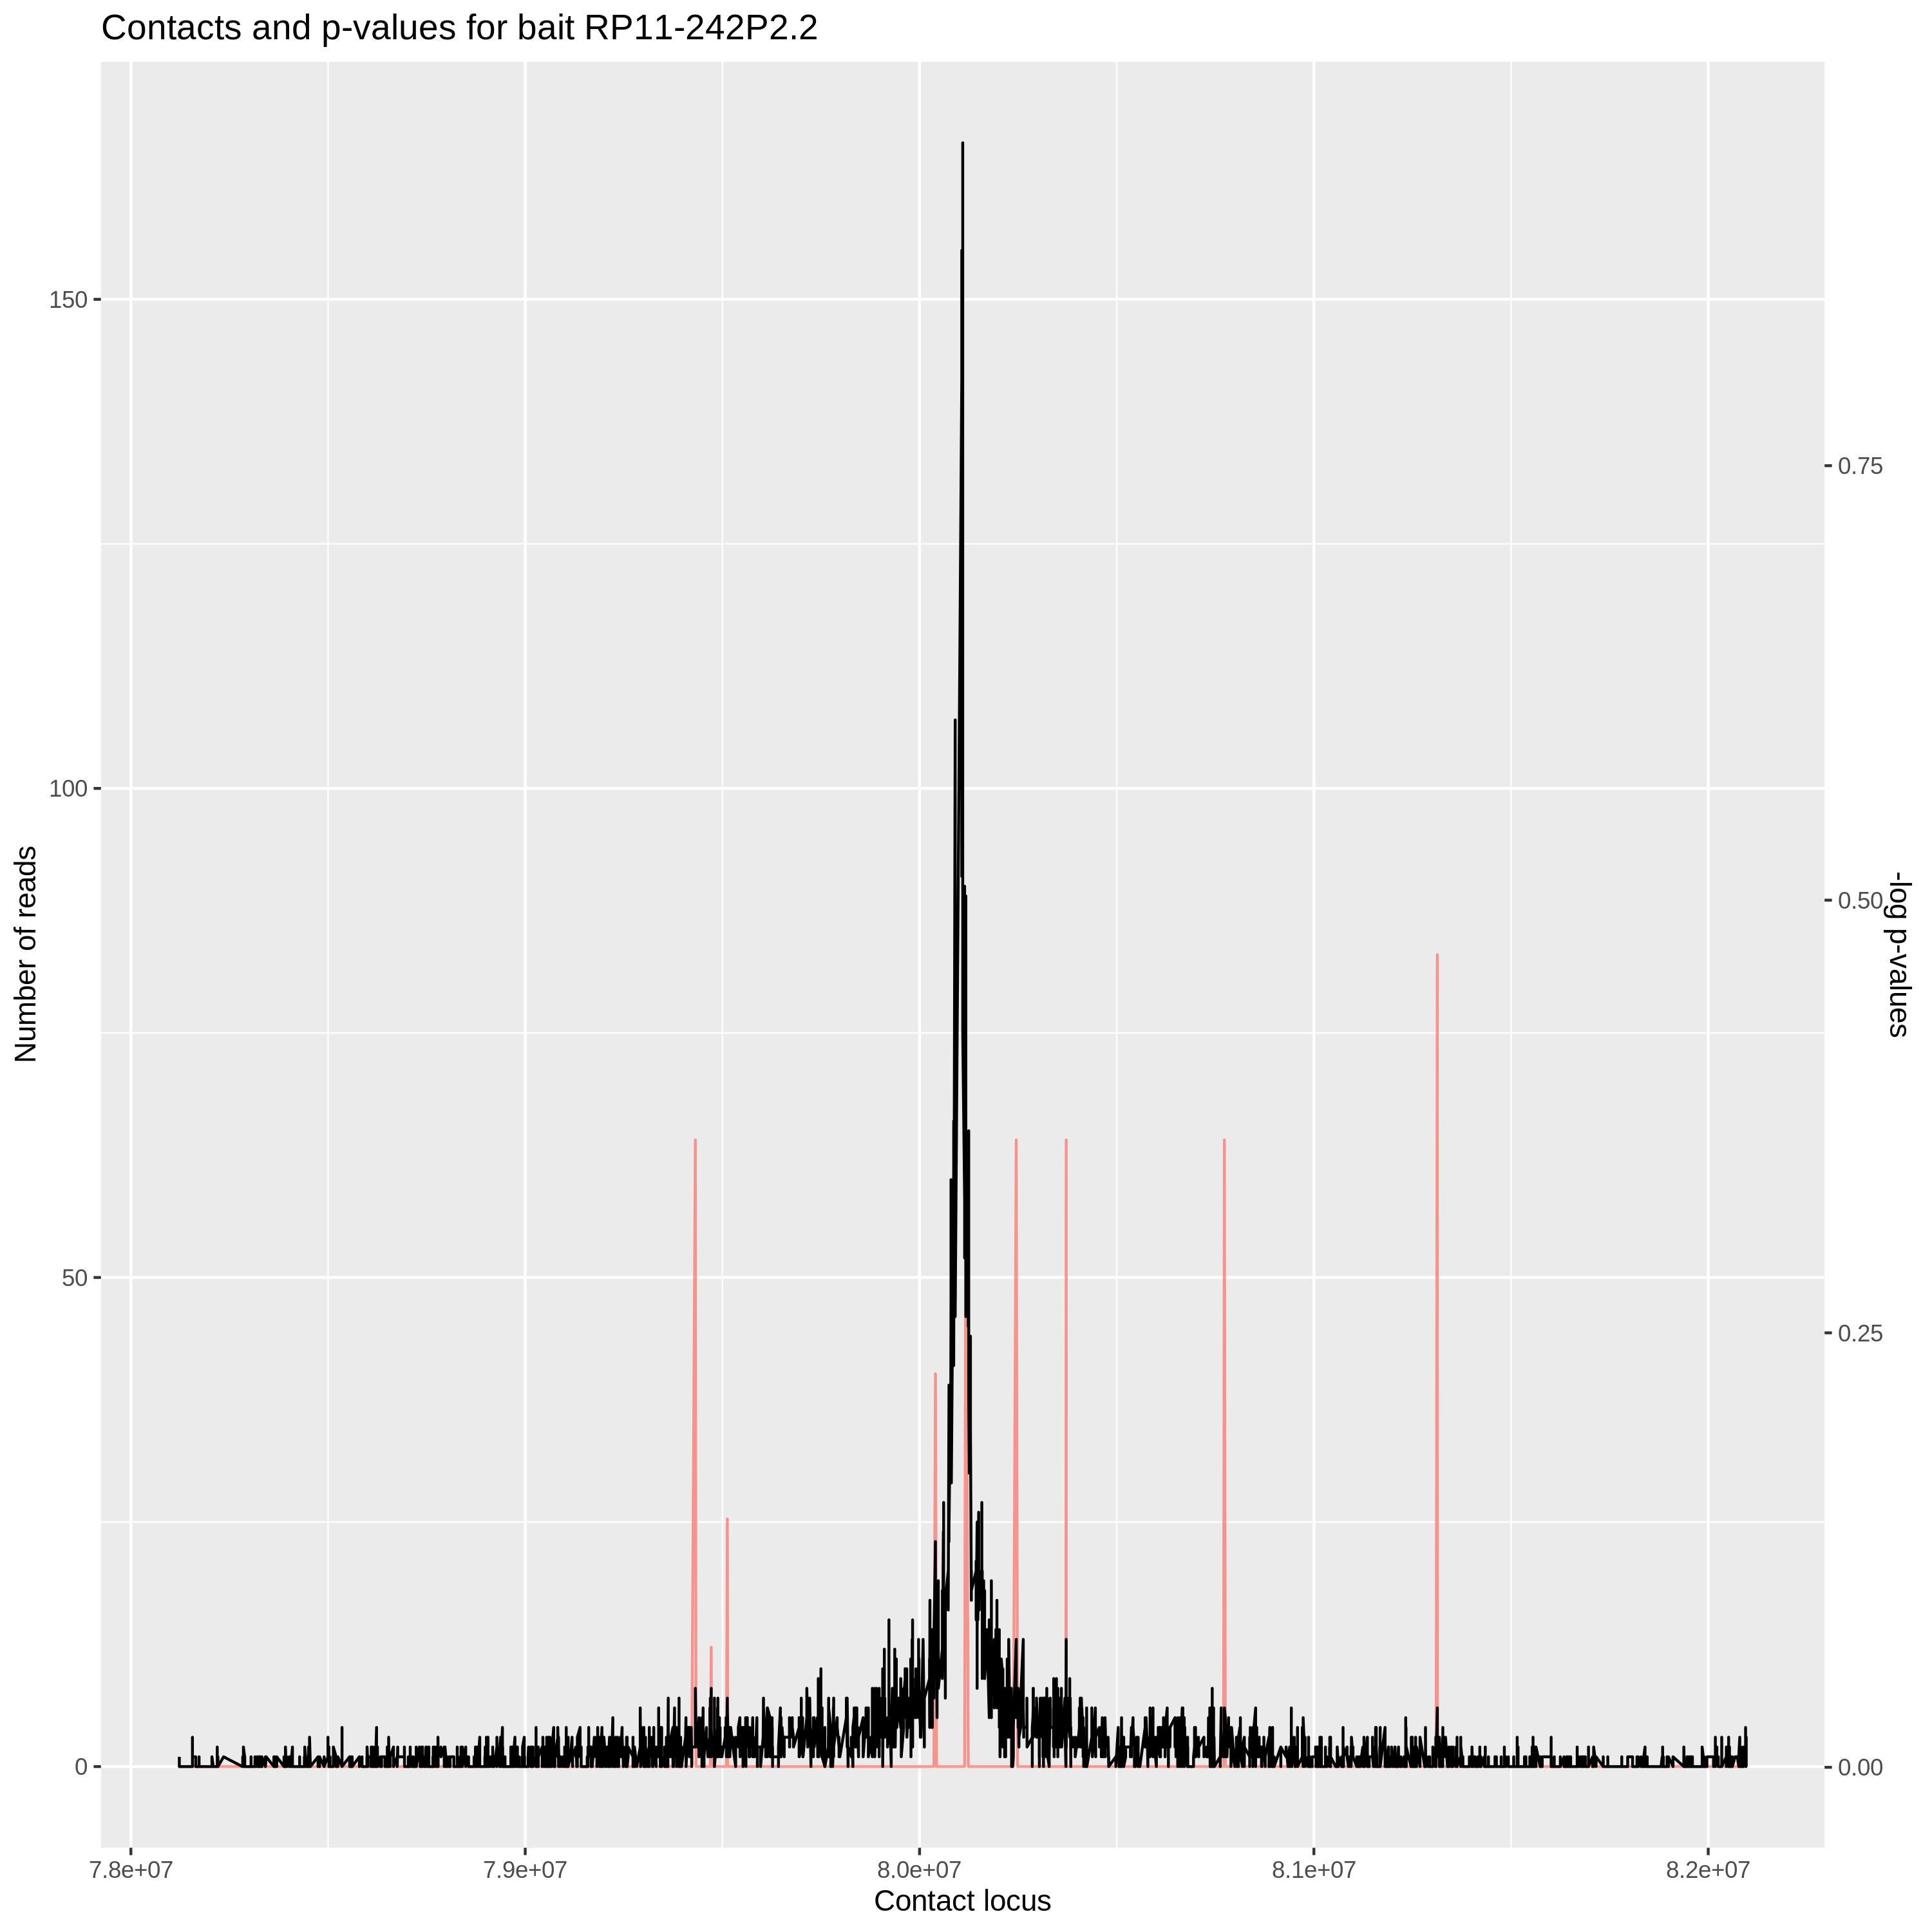 Contacts and p-values for bait RP11-242P2.2
150
100
50
0
Number of reads
0.75
0.50
0.25
0.00
-log p-values
7.8e+07
7.9e+07
8.0e+07
8.1e+07
8.2e+07
Contact locus